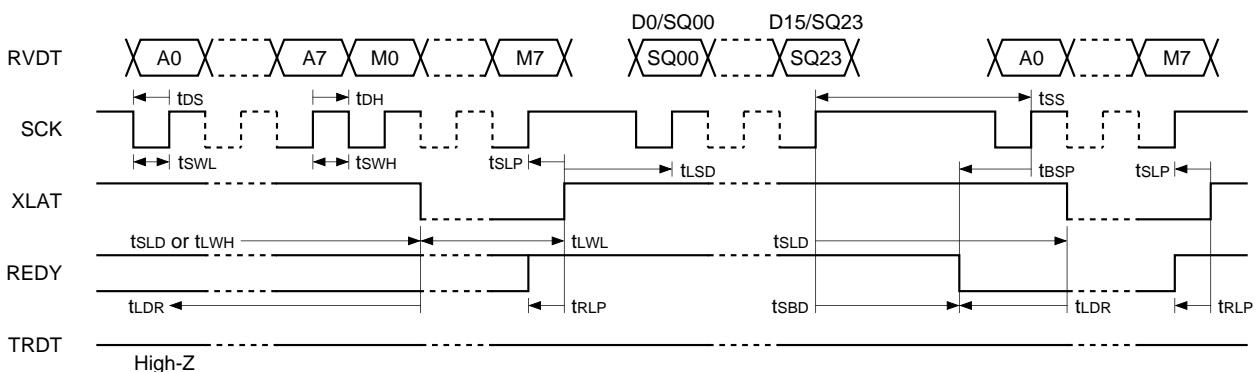 D0/SQ00 D15/SQ23
RVDT A0 A7 M0 M7 SQ00 SQ23 A0 M7
tDS tDH tSS
SCK
tSWL tSWH tSLP tLSD tBSP tSLP
XLAT
tSLD or tLWH tLWL tSLD
REDY
tLDR tRLP tSBD tLDR tRLP
TRDT
High-Z